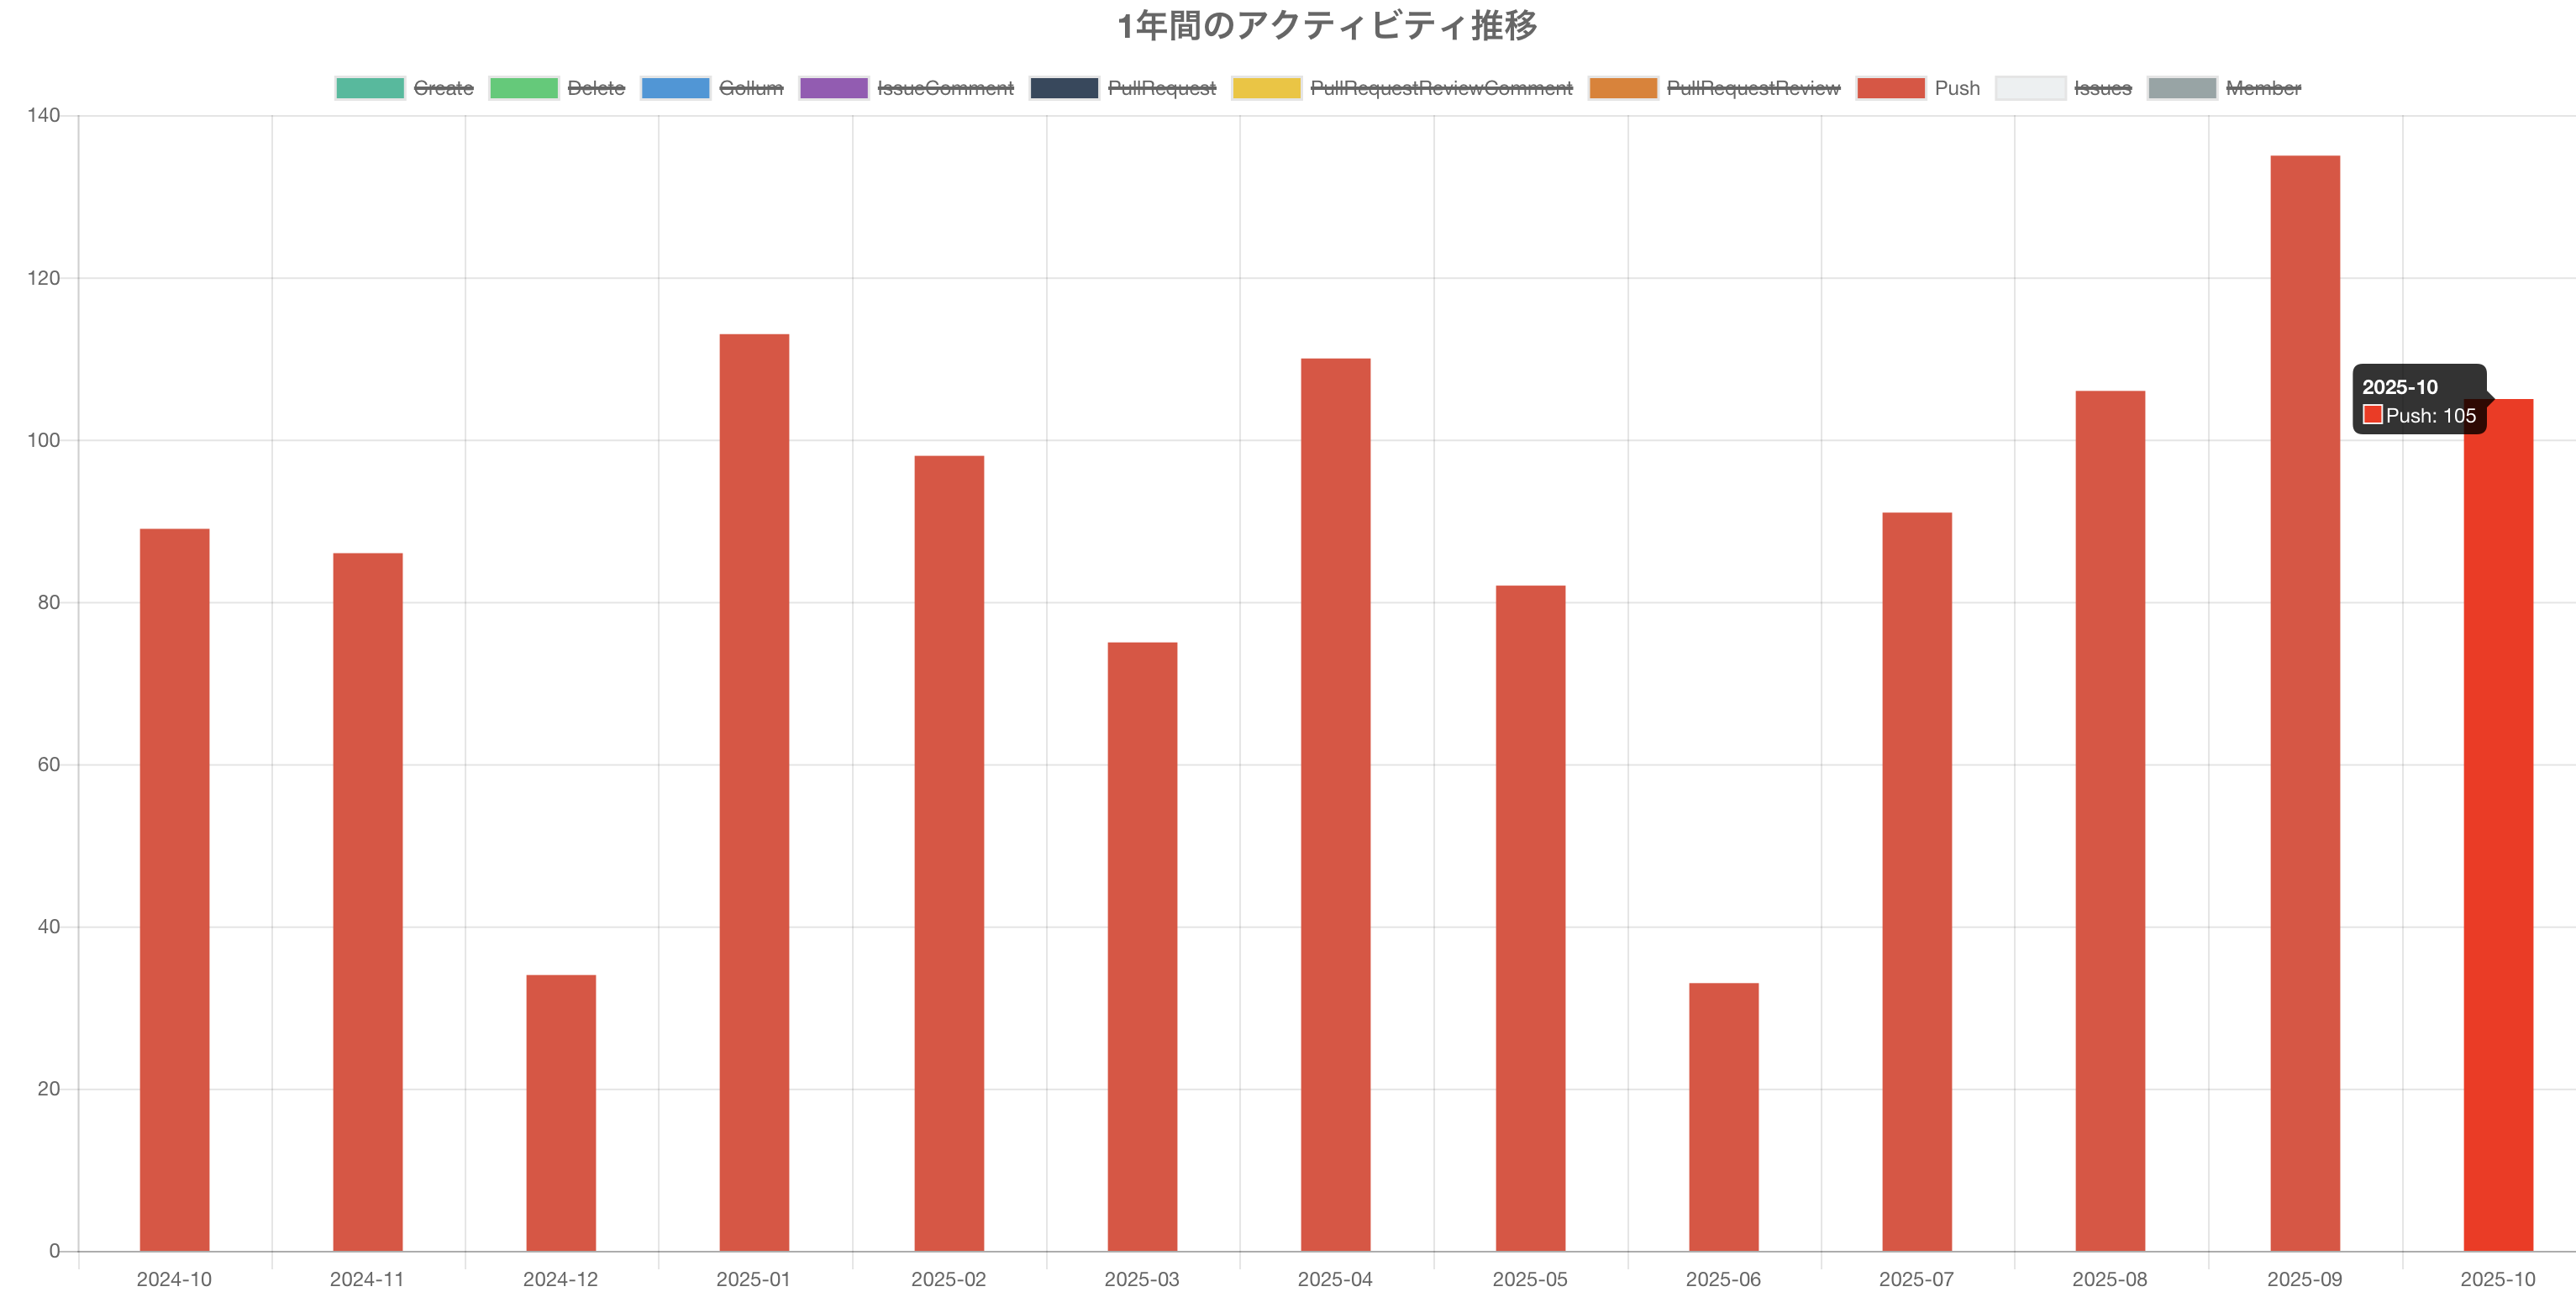 1年間のアクティビティ推移
Create Delete Gollum IssueComment PullRequest PullRequestReviewComment PullRequestReview Push Issues Member
140
120
100
80
60
40
20
0
2025-10
Push: 105
2024-10 2024-11 2024-12 2025-01 2025-02 2025-03 2025-04 2025-05 2025-06 2025-07 2025-08 2025-09 2025-10